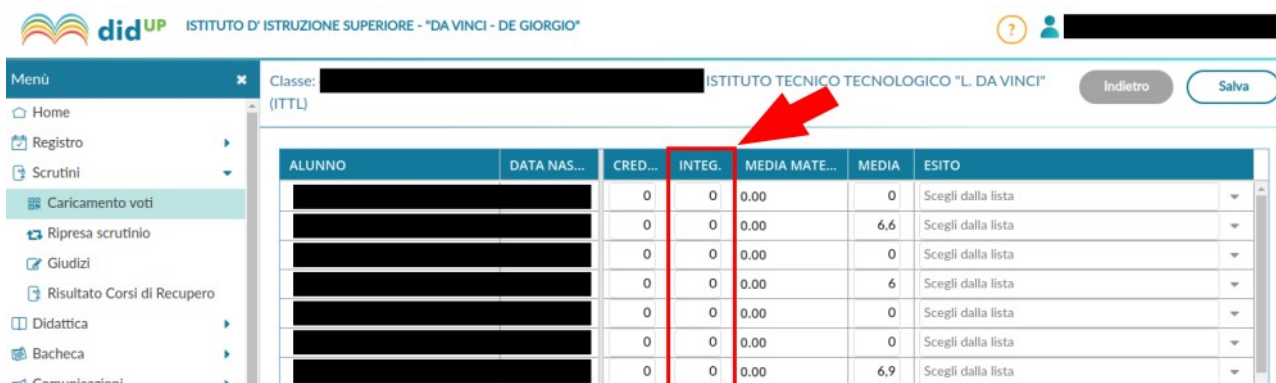 didUP ISTITUTO D' ISTRUZIONE SUPERIORE - "DA VINCI - DE GIORGIO" ?
Menù ✖
Home
Registro
Scrutini
Caricamento voti
Ripresa scrutinio
Giudizi
Risultato Corsi di Recupero
Didattica
Bacheca
Comunicazioni
Classe: ISTITUTO TECNICO TECNOLOGICO "L. DA VINCI"
(ITTL)
Indietro Salva
ALUNNO DATA NAS... CRED... INTEG. MEDIA MATE... MEDIA ESITO
0 0 0.00 0 Scegli dalla lista
0 0 0.00 6,6 Scegli dalla lista
0 0 0.00 0 Scegli dalla lista
0 0 0.00 6 Scegli dalla lista
0 0 0.00 0 Scegli dalla lista
0 0 0.00 0 Scegli dalla lista
0 0 0.00 6,9 Scegli dalla lista